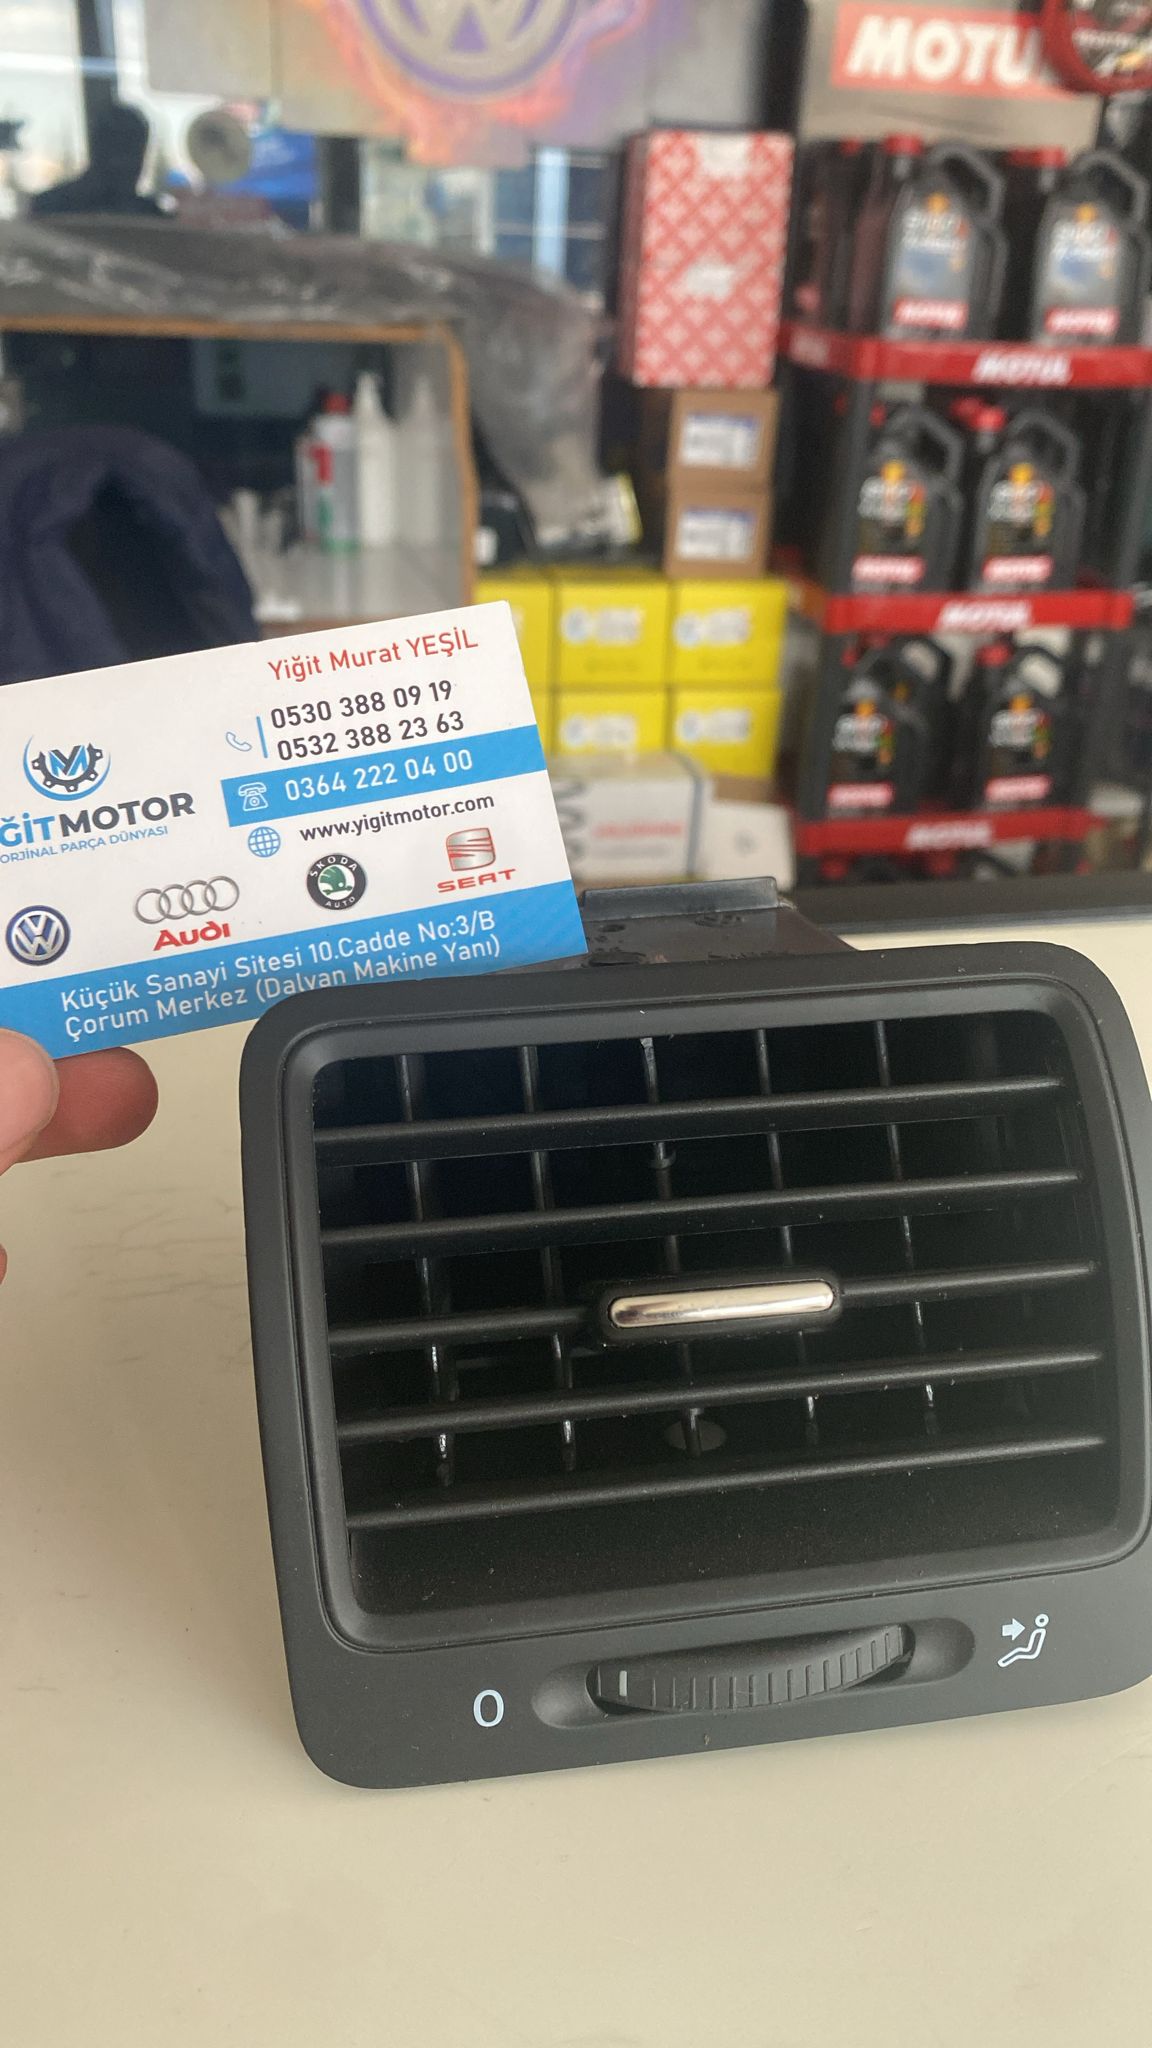 MOTU
MOTUL
MOTUL
MOTUL
Yiğit Murat YEŞİL
0530 388 09 19
0532 388 23 63
0364 222 04 00
www.yigitmotor.com
ĞİTMOTOR
ORJİNAL PARÇA DÜNYASI
Audi
SKODA
AUTO
SEAT
Küçük Sanayi Sitesi 10.Cadde No:3/B
Çorum Merkez (Dalyan Makine Yanı)
0